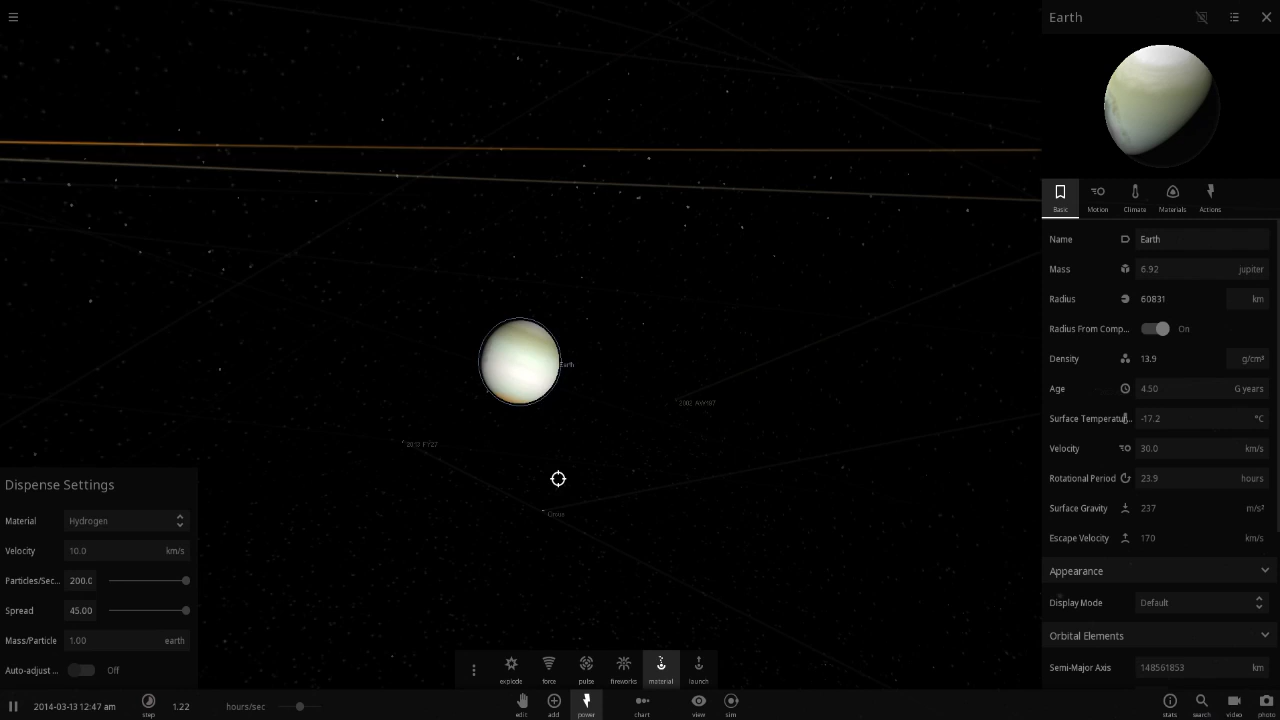 Earth
Basic
Motion
Climate
Materials
Actions
Name Earth
Mass 6.92 jupiter
Radius 60831 km
Radius From Comp... On
Density 13.9 g/cm³
Age 4.50 G years
Surface Temperatu... -17.2 °C
Velocity 30.0 km/s
Rotational Period 23.9 hours
Surface Gravity 237 m/s²
Escape Velocity 170 km/s
Appearance
Display Mode Default
Orbital Elements
Semi-Major Axis 148561853 km
Earth
2002 AW197
2013 FY27
Dispense Settings
Material Hydrogen
Velocity 10.0 km/s
Particles/Sec... 200.0
Spread 45.00
Mass/Particle 1.00 earth
Auto-adjust ... Off
explode
force
pulse
fireworks
material
launch
2014-03-13 12:47 am
step
1.22 hours/sec
edit
add
power
chart
view
sim
stats
search
video
photo